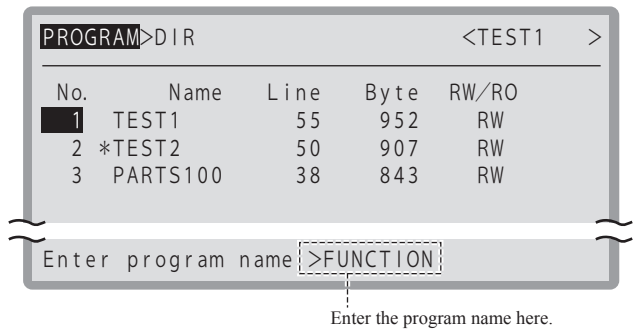 PROGRAM>DIR <TEST1 >
No. Name Line Byte RW/RO
1 TEST1 55 952 RW
2 *TEST2 50 907 RW
3 PARTS100 38 843 RW
Enter program name >FUNCTION
Enter the program name here.